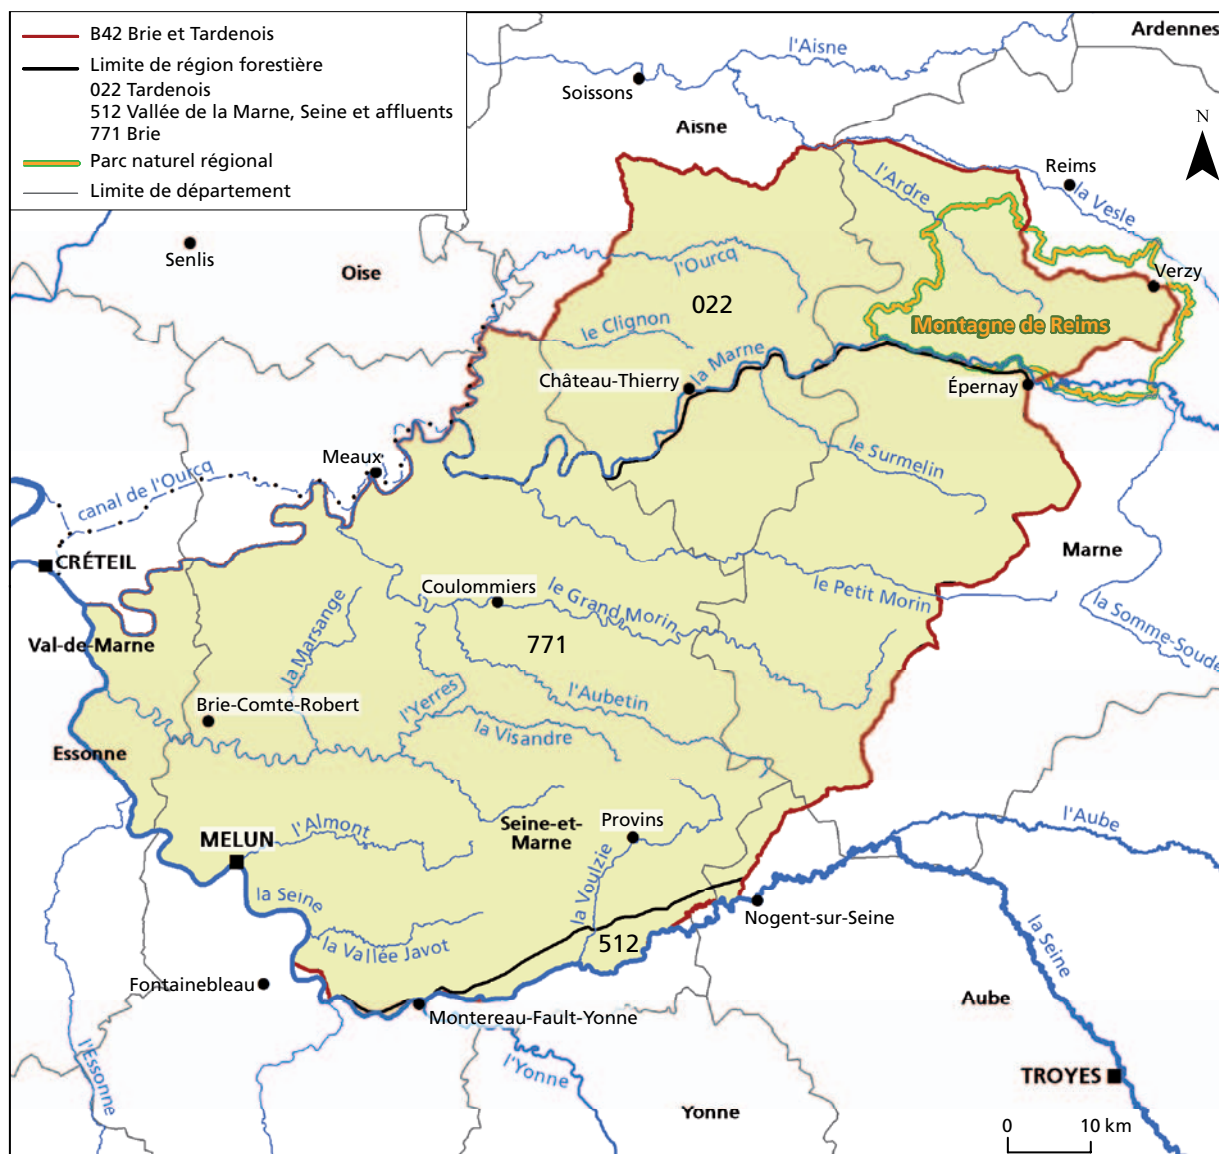 B42 Brie et Tardenois
Limite de région forestière
022 Tardenois
512 Vallée de la Marne, Seine et affluents
771 Brie
Parc naturel régional
Limite de département
Ardennes
l'Aisne
Soissons
Aisne
N
Reims
l'Ardre
la Vesle
Senlis
Oise
l'Ourcq
Verzy
022
le Clignon
Montagne de Reims
la Marne
Château-Thierry
Épernay
le Surmelin
Meaux
canal de l'Ourcq
Marne
CRÉTEIL
Coulommiers
le Grand Morin
le Petit Morin
la Marsange
la Somme-Soude
Val-de-Marne
771
l'Aubetin
l'Yerres
Brie-Comte-Robert
la Visandre
Essonne
Seine-et-
Marne
Provins
l'Aube
l'Almont
MELUN
la Voulzie
la Seine
Nogent-sur-Seine
la Seine
512
la Vallée Javot
Fontainebleau
Aube
Montereau-Fault-Yonne
l'Essonne
l'Yonne
TROYES
Yonne
0 10 km